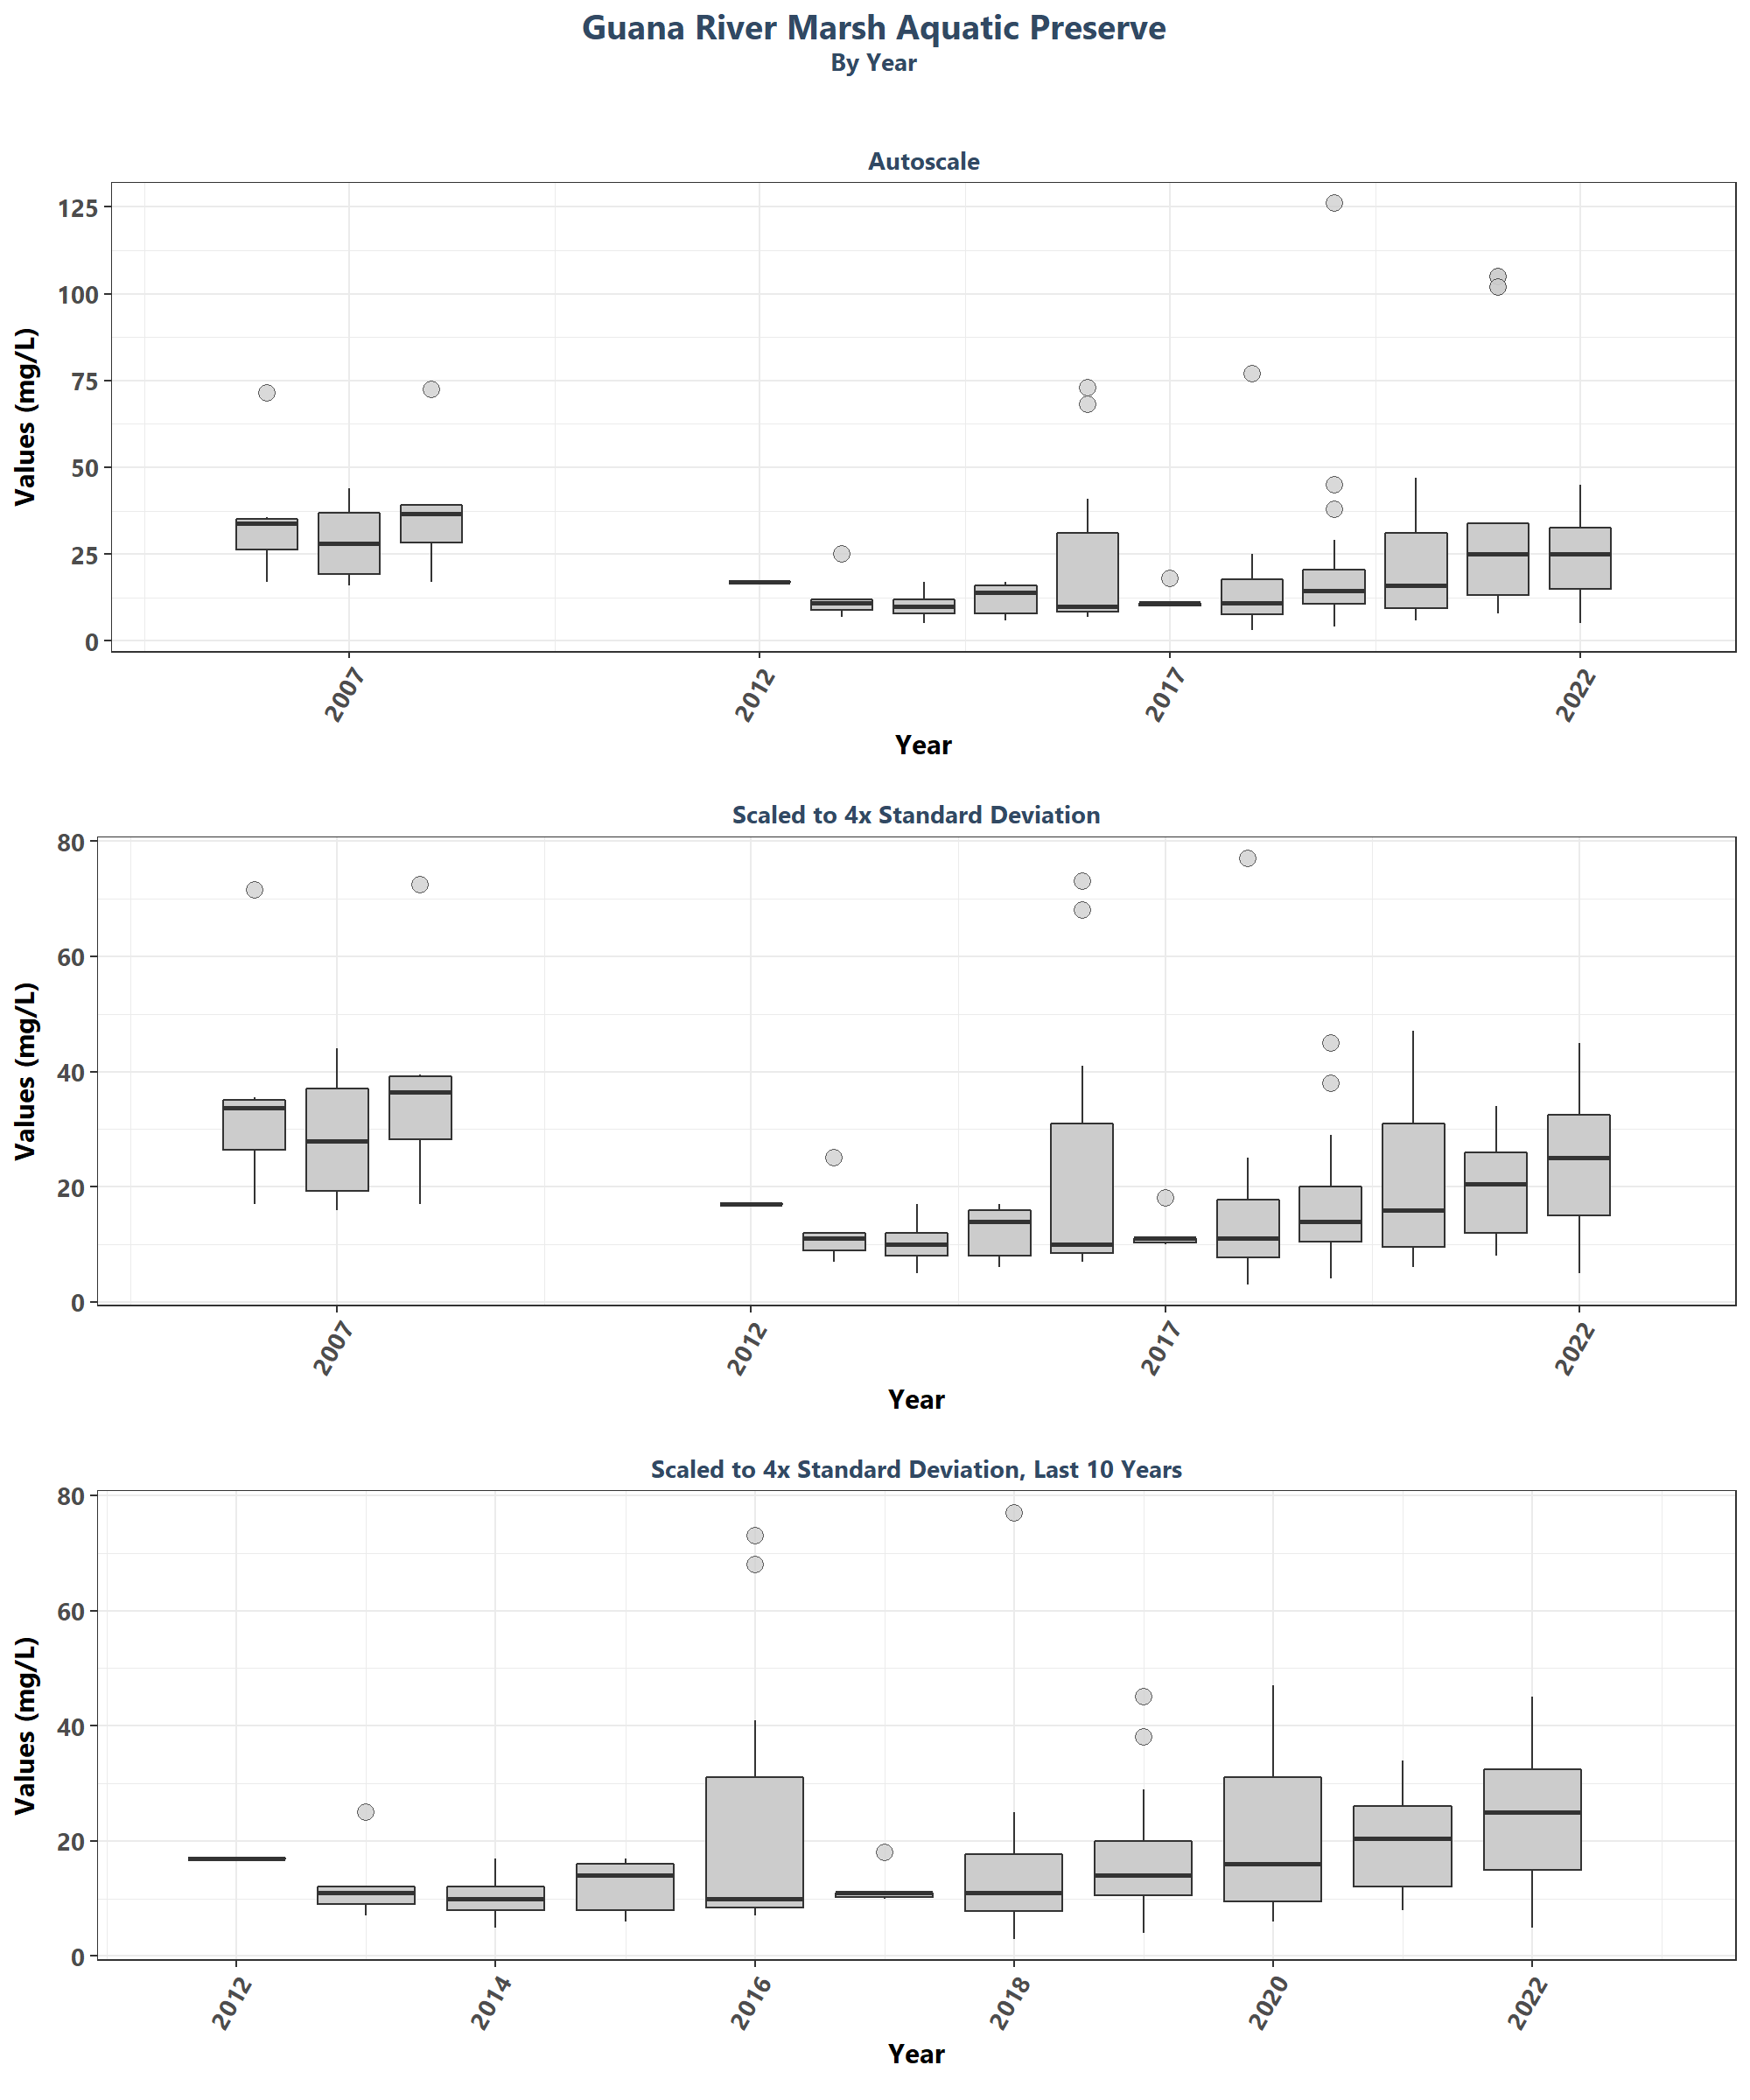 Guana River Marsh Aquatic Preserve
By Year
Autoscale
Values (mg/L)
125
100
75
50
25
0
2007
2012
2017
2022
Year
Scaled to 4x Standard Deviation
Values (mg/L)
80
60
40
20
0
2007
2012
2017
2022
Year
Scaled to 4x Standard Deviation, Last 10 Years
Values (mg/L)
80
60
40
20
0
2012
2014
2016
2018
2020
2022
Year